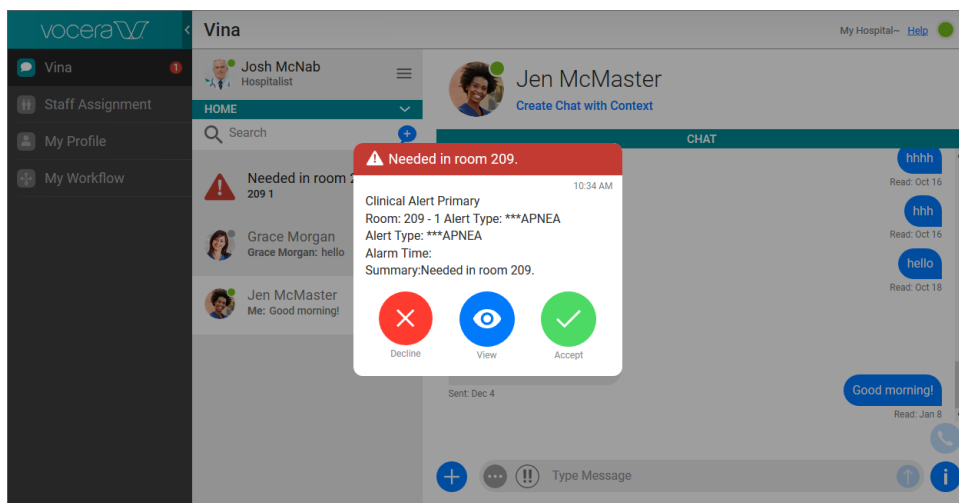 vocera
Vina
My Hospital~ Help
Vina 1
Staff Assignment
My Profile
My Workflow
Josh McNab
Hospitalist
HOME
Search
Needed in room 2
209 1
Grace Morgan
Grace Morgan: hello
Jen McMaster
Me: Good morning!
Jen McMaster
Create Chat with Context
CHAT
hhhh
Read: Oct 16
hhh
Read: Oct 16
hello
Read: Oct 18
Sent: Dec 4
Good morning!
Read: Jan 8
Type Message
Needed in room 209.
10:34 AM
Clinical Alert Primary
Room: 209 - 1 Alert Type: ***APNEA
Alert Type: ***APNEA
Alarm Time:
Summary:Needed in room 209.
Decline
View
Accept